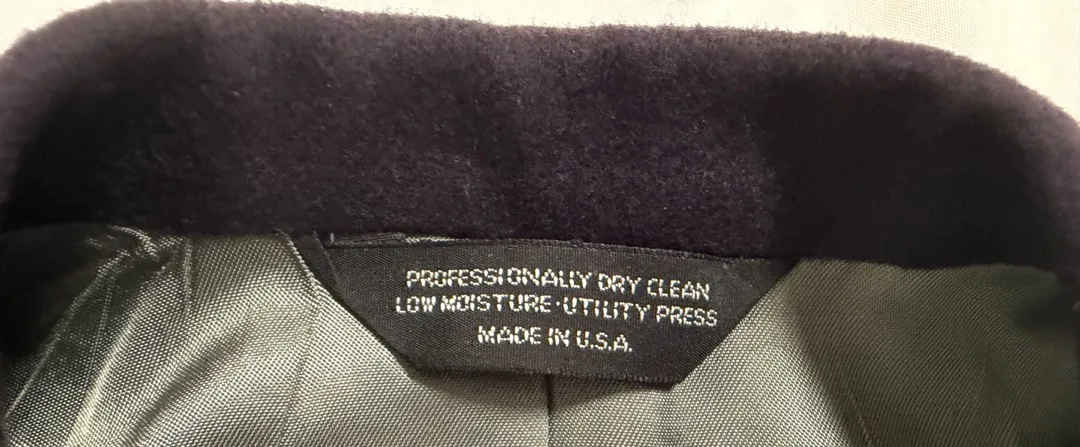 PROFESSIONALLY DRY CLEAN
LOW MOISTURE·UTILITY PRESS
MADE IN U.S.A.